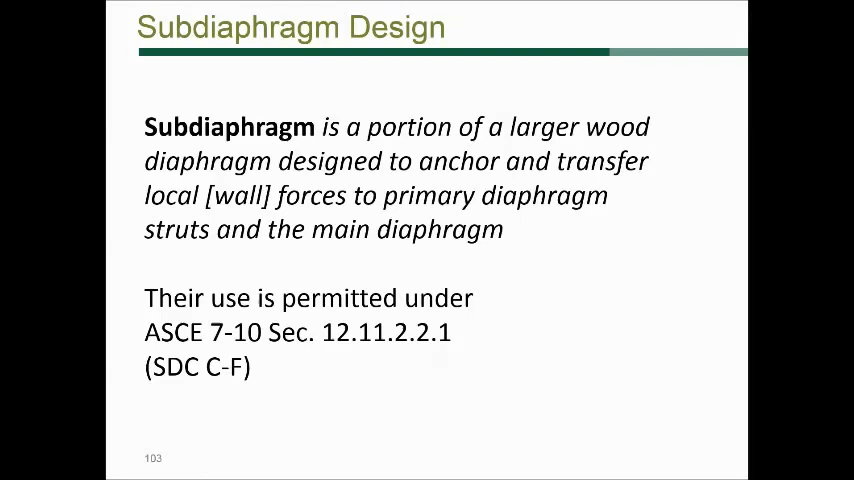 Subdiaphragm Design
Subdiaphragm is a portion of a larger wood
diaphragm designed to anchor and transfer
local [wall] forces to primary diaphragm
struts and the main diaphragm
Their use is permitted under
ASCE 7-10 Sec. 12.11.2.2.1
(SDC C-F)
103